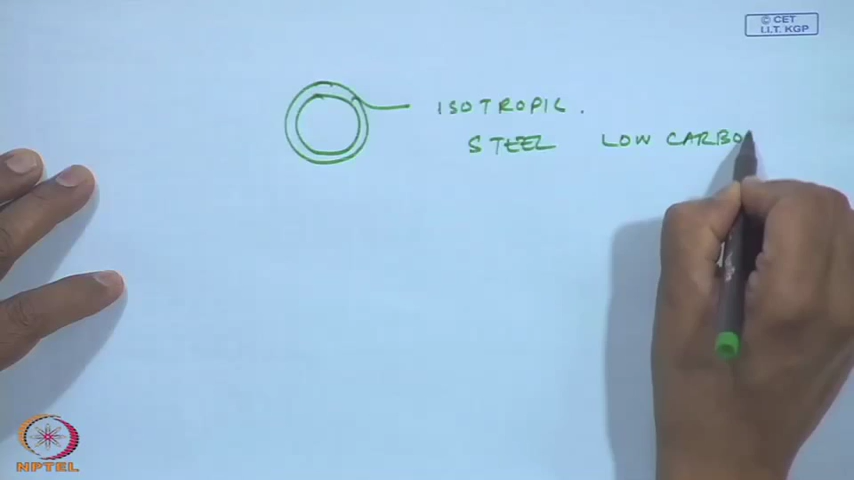 © CET
I.I.T. KGP
ISOTROPIC.
STEEL LOW CARBO
NPTEL